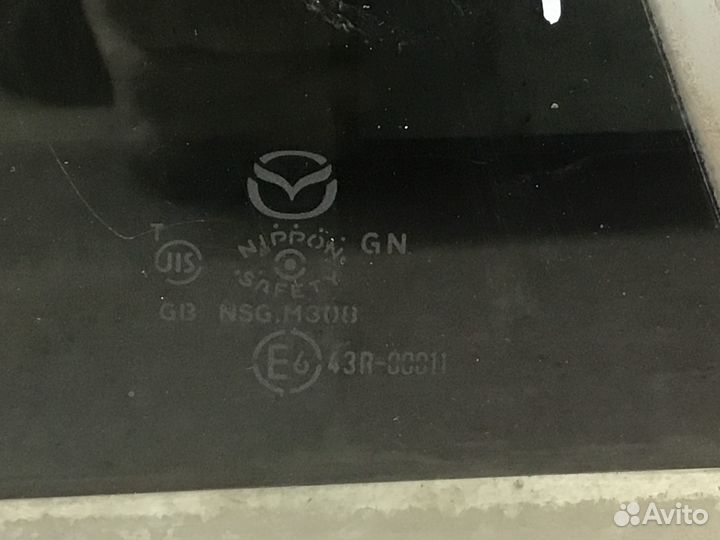 T
JIS
NIPPON
SAFETY
GN
GB NSG.M308
E6 43R-00011
Avito